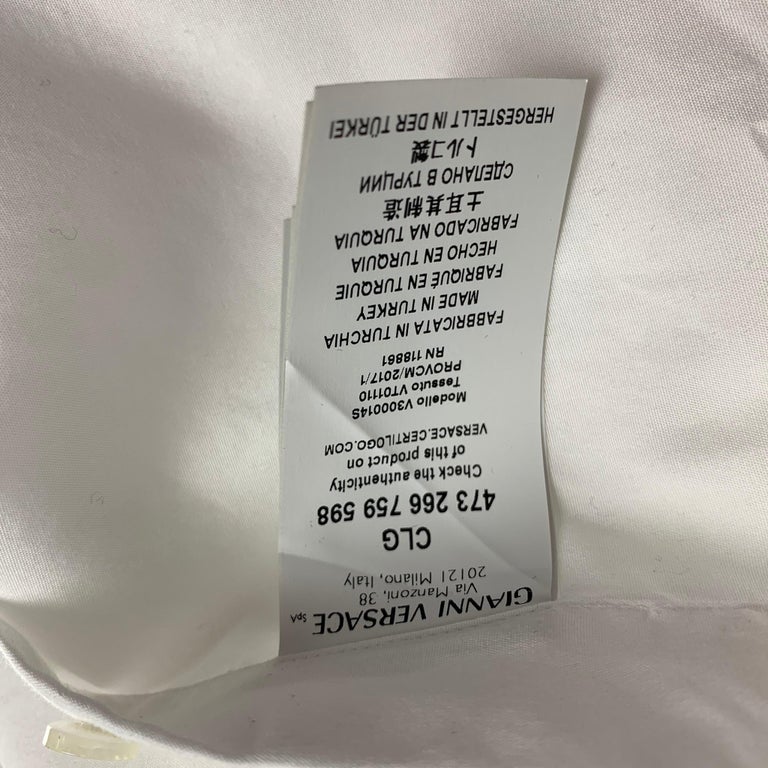 GIANNI VERSACE SpA
Via Manzoni, 38
20121 Milano, Italy
CLG
473 266 759 598
Check the authenticity
of this product on
VERSACE.CERTILOGO.COM
Modello V300014S
Tessuto VT01110
PROVCM/2017/1
RN 118861
FABBRICATA IN TURCHIA
MADE IN TURKEY
FABRIQUÉ EN TURQUIE
HECHO EN TURQUIA
FABRICADO NA TURQUIA
土耳其制造
СДЕЛАНО В ТУРЦИИ
トルコ製
HERGESTELLT IN DER TÜRKEI